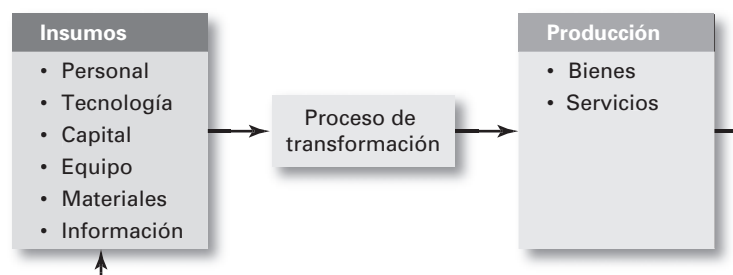 Insumos
• Personal
• Tecnología
• Capital
• Equipo
• Materiales
• Información
Proceso de
transformación
Producción
• Bienes
• Servicios